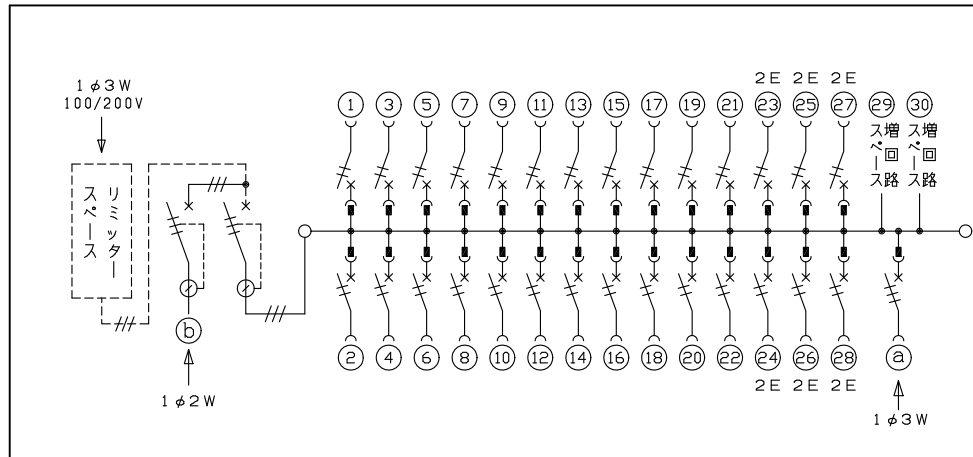 1φ3W
100/200V
リミッター
スペース
ⓑ
1φ2W
① ③ ⑤ ⑦ ⑨ ⑪ ⑬ ⑮ ⑰ ⑲ ㉑ ㉓ ㉕ ㉗ ㉙ ㉚
2E 2E 2E
増回路
スペース
増回路
スペース
② ④ ⑥ ⑧ ⑩ ⑫ ⑭ ⑯ ⑱ ⑳ ㉒ ㉔ ㉖ ㉘ ⓐ
2E 2E 2E
1φ3W